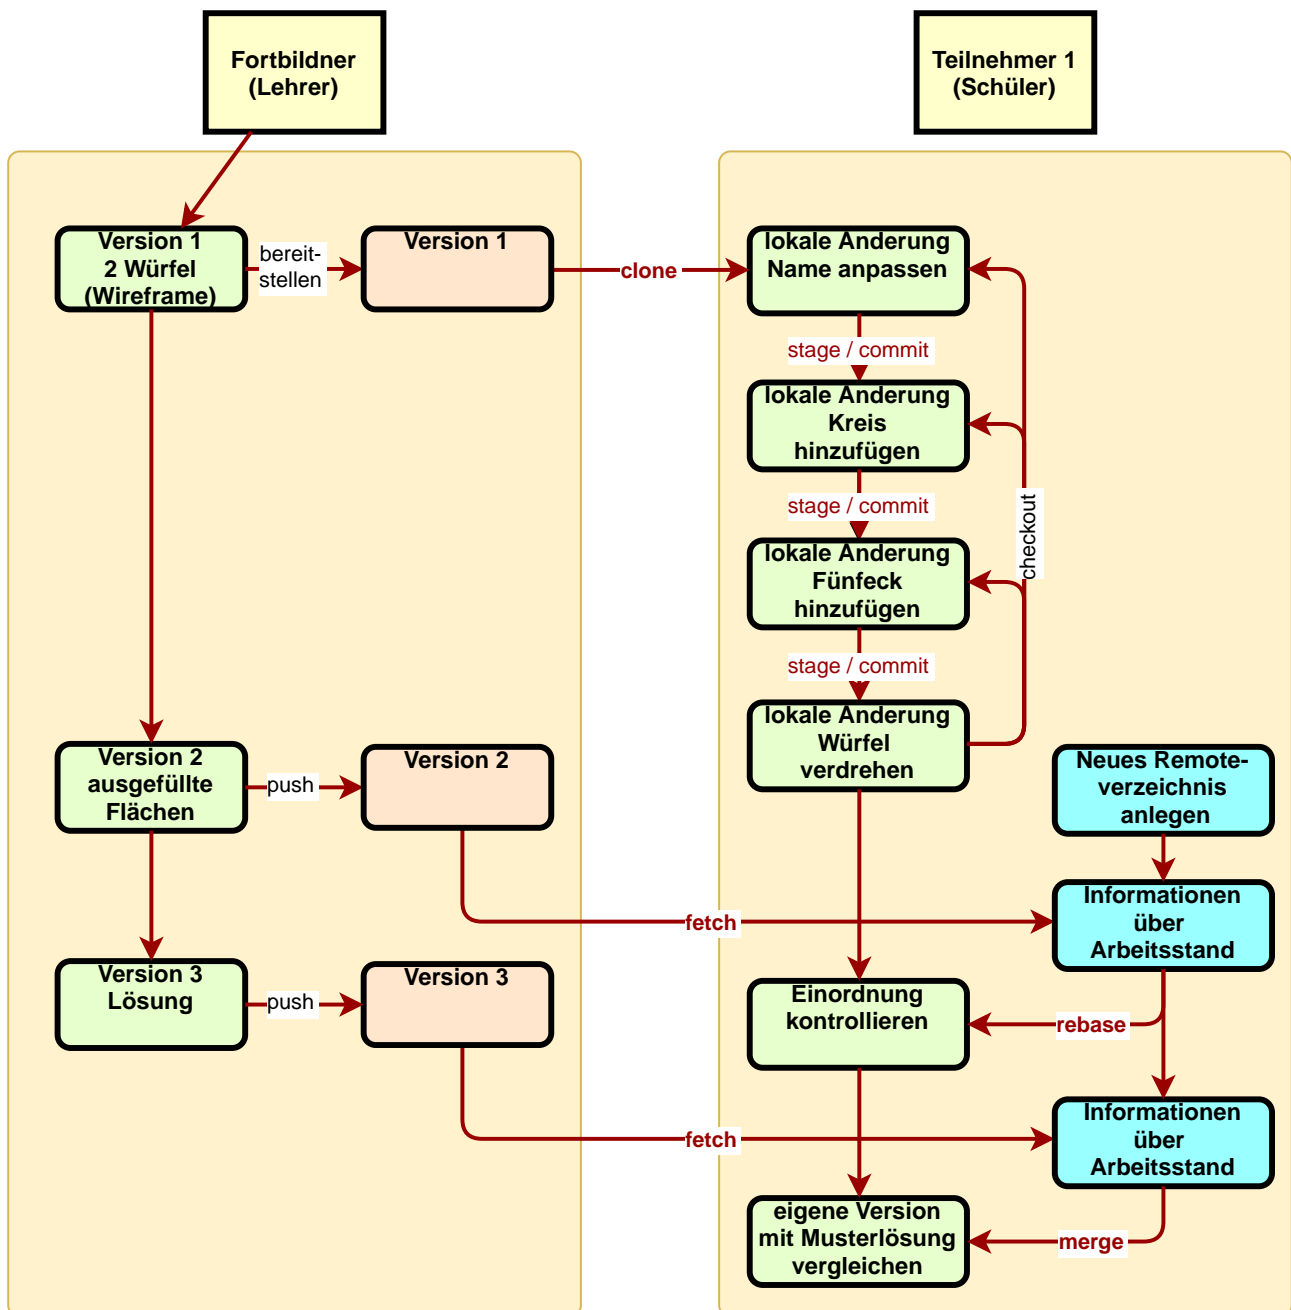 Fortbildner
(Lehrer)
Teilnehmer 1
(Schüler)
Version 1
2 Würfel
(Wireframe)
bereit-
stellen
Version 1
clone
lokale Änderung
Name anpassen
stage / commit
lokale Änderung
Kreis
hinzufügen
stage / commit
checkout
lokale Änderung
Fünfeck
hinzufügen
stage / commit
lokale Änderung
Würfel
verdrehen
Version 2
ausgefüllte
Flächen
push
Version 2
Neues Remote-
verzeichnis
anlegen
fetch
Informationen
über
Arbeitsstand
Version 3
Lösung
push
Version 3
Einordnung
kontrollieren
rebase
fetch
Informationen
über
Arbeitsstand
eigene Version
mit Musterlösung
vergleichen
merge